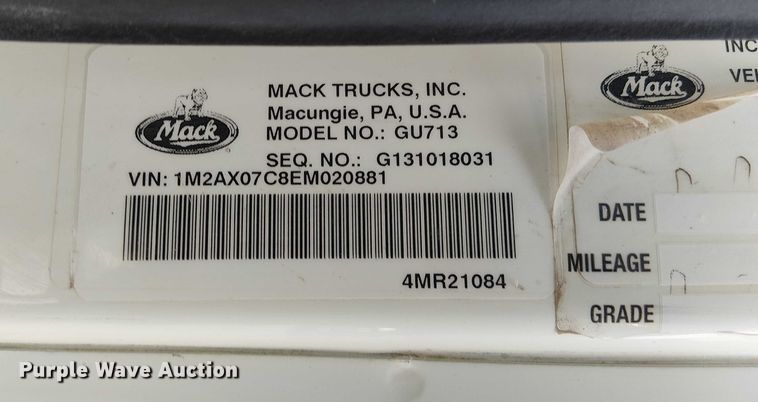 Mack
MACK TRUCKS, INC.
Macungie, PA, U.S.A.
MODEL NO.: GU713
SEQ. NO.: G131018031
VIN: 1M2AX07C8EM020881
4MR21084
Mack
INC
VE
DATE
MILEAGE
GRADE
Purple Wave Auction